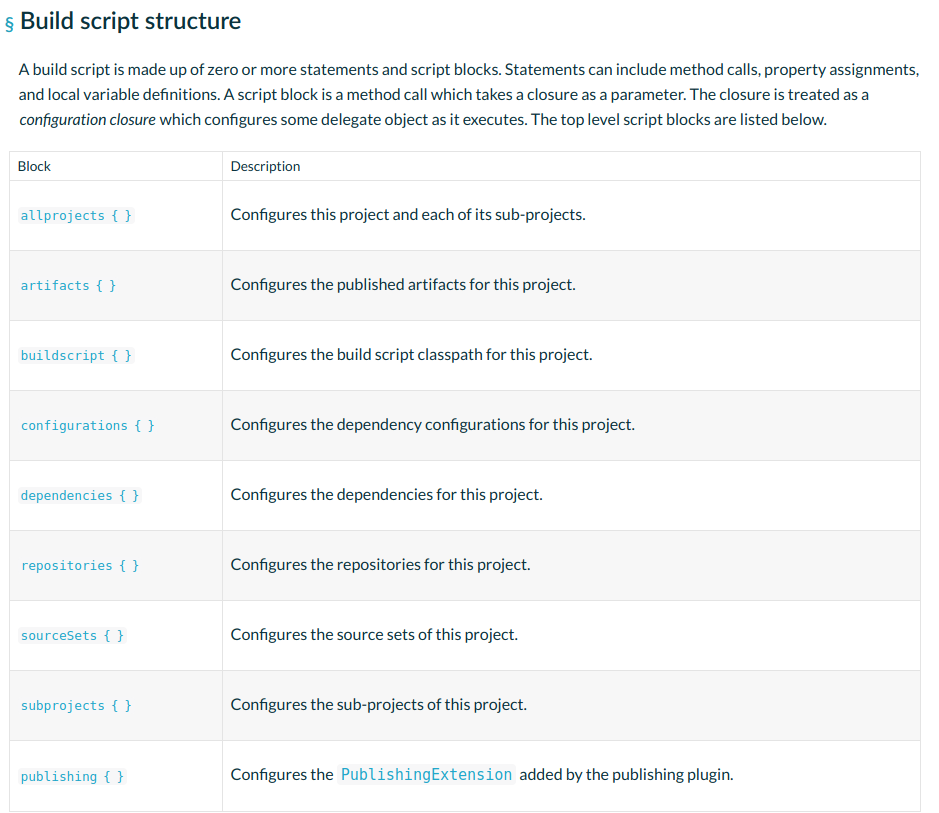 § Build script structure
A build script is made up of zero or more statements and script blocks. Statements can include method calls, property assignments,
and local variable definitions. A script block is a method call which takes a closure as a parameter. The closure is treated as a
configuration closure which configures some delegate object as it executes. The top level script blocks are listed below.
Block Description
allprojects { } Configures this project and each of its sub-projects.
artifacts { } Configures the published artifacts for this project.
buildscript { } Configures the build script classpath for this project.
configurations { } Configures the dependency configurations for this project.
dependencies { } Configures the dependencies for this project.
repositories { } Configures the repositories for this project.
sourceSets { } Configures the source sets of this project.
subprojects { } Configures the sub-projects of this project.
publishing { } Configures the PublishingExtension added by the publishing plugin.